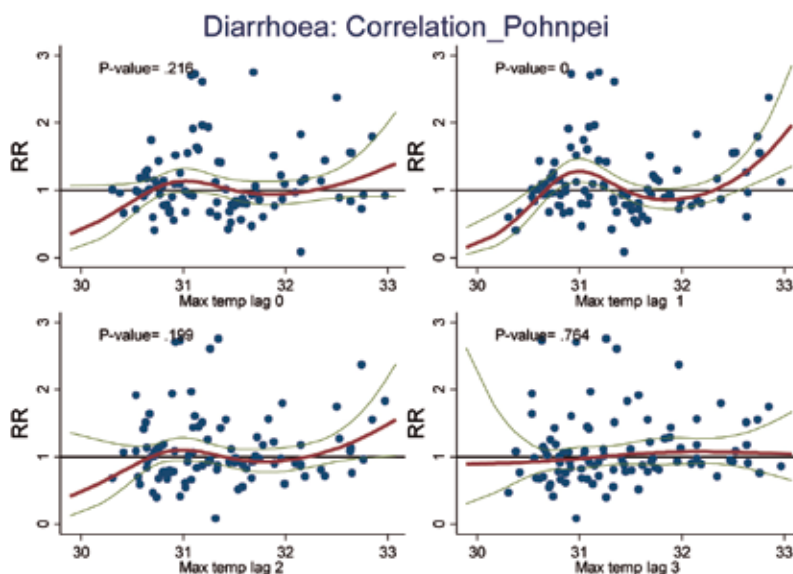 Diarrhoea: Correlation_Pohnpei
P-value= .216
RR
3
2
1
0
30 31 32 33
Max temp lag 0
P-value= 0
RR
3
2
1
0
30 31 32 33
Max temp lag 1
P-value= .199
RR
3
2
1
0
30 31 32 33
Max temp lag 2
P-value= .764
RR
3
2
1
0
30 31 32 33
Max temp lag 3